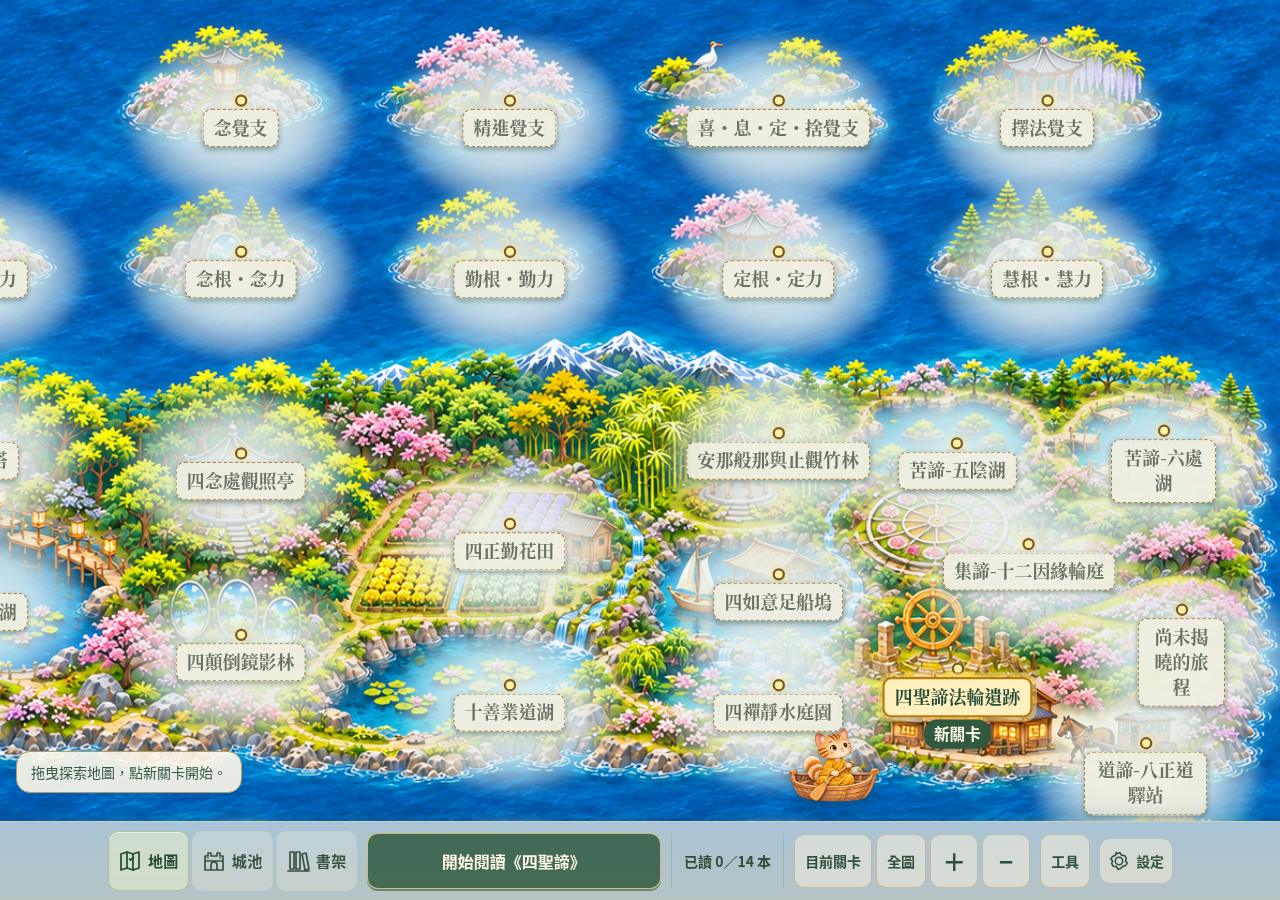 念覺支
精進覺支
喜・息・定・捨覺支
擇法覺支
力
念根・念力
勤根・勤力
定根・定力
慧根・慧力
塔
四念處觀照亭
安那般那與止觀竹林
苦諦-五陰湖
苦諦-六處
湖
四正勤花田
集諦-十二因緣輪庭
湖
四如意足船塢
四顛倒鏡影林
尚未揭
曉的旅
程
四聖諦法輪遺跡
新關卡
十善業道湖
四禪靜水庭園
道諦-八正道
驛站
拖曳探索地圖，點新關卡開始。
地圖
城池
書架
開始閱讀《四聖諦》
已讀 0／14 本
目前關卡
全圖
＋
−
工具
設定